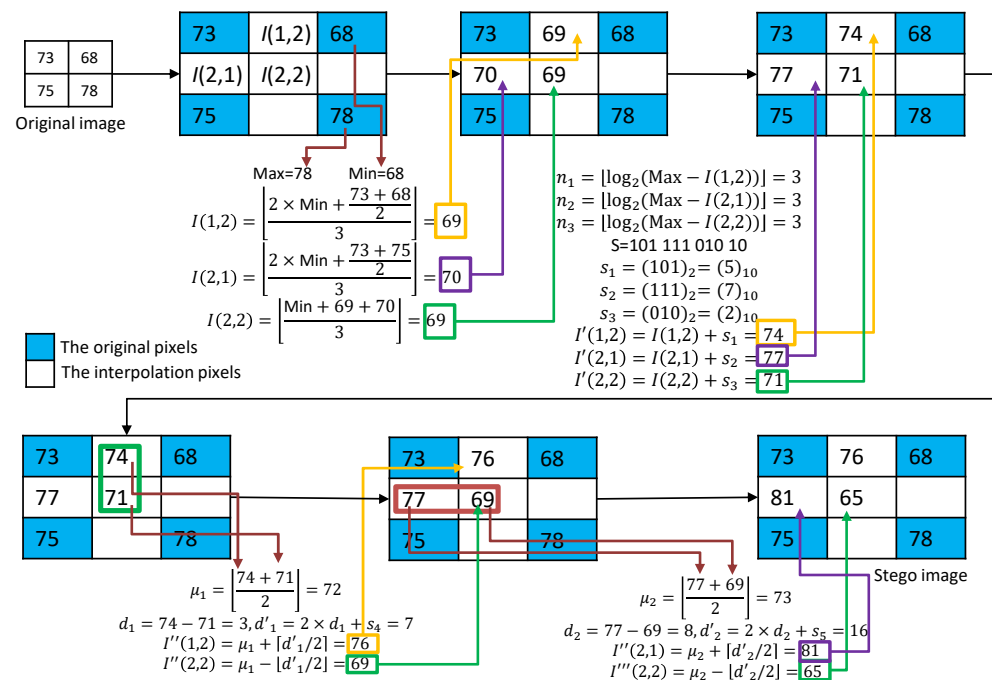 73 68
75 78
Original image
73 I(1,2) 68
I(2,1) I(2,2)
75 78
73 69 68
70 69
75 78
73 74 68
77 71
75 78
Max=78 Min=68
I(1,2) = ⌊(2 × Min + (73 + 68)/2)/3⌋ = 69
I(2,1) = ⌊(2 × Min + (73 + 75)/2)/3⌋ = 70
I(2,2) = ⌊(Min + 69 + 70)/3⌋ = 69
n₁ = ⌊log₂(Max − I(1,2))⌋ = 3
n₂ = ⌊log₂(Max − I(2,1))⌋ = 3
n₃ = ⌊log₂(Max − I(2,2))⌋ = 3
S=101 111 010 10
s₁ = (101)₂= (5)₁₀
s₂ = (111)₂= (7)₁₀
s₃ = (010)₂= (2)₁₀
I′(1,2) = I(1,2) + s₁ = 74
I′(2,1) = I(2,1) + s₂ = 77
I′(2,2) = I(2,2) + s₃ = 71
The original pixels
The interpolation pixels
73 74 68
77 71
75 78
73 76 68
77 69
75 78
73 76 68
81 65
75 78
Stego image
μ₁ = ⌊(74 + 71)/2⌋ = 72
d₁ = 74 − 71 = 3, d′₁ = 2 × d₁ + s₄ = 7
I′′(1,2) = μ₁ + ⌈d′₁/2⌉ = 76
I′′(2,2) = μ₁ − ⌊d′₁/2⌋ = 69
μ₂ = ⌊(77 + 69)/2⌋ = 73
d₂ = 77 − 69 = 8, d′₂ = 2 × d₂ + s₅ = 16
I′′(2,1) = μ₂ + ⌈d′₂/2⌉ = 81
I′′′(2,2) = μ₂ − ⌊d′₂/2⌋ = 65